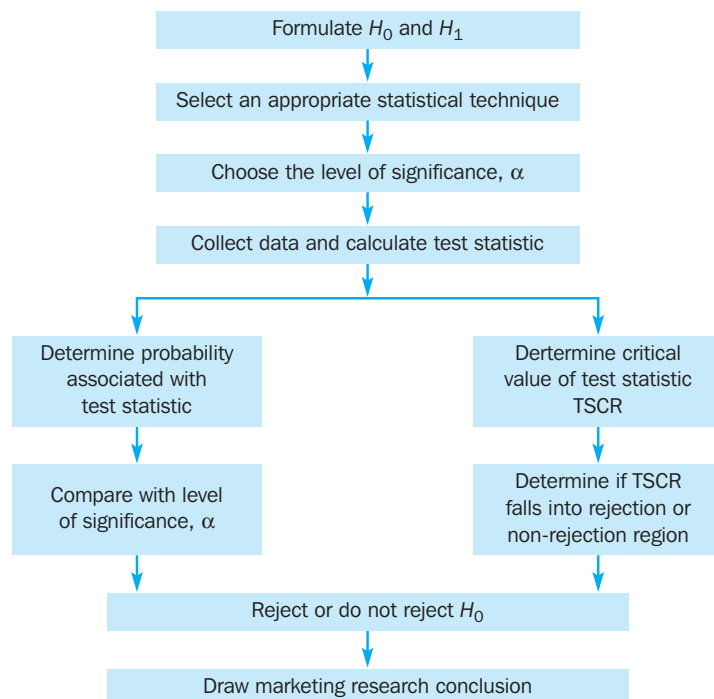 Formulate H0 and H1
Select an appropriate statistical technique
Choose the level of significance, α
Collect data and calculate test statistic
Determine probability
associated with
test statistic
Dertermine critical
value of test statistic
TSCR
Compare with level
of significance, α
Determine if TSCR
falls into rejection or
non-rejection region
Reject or do not reject H0
Draw marketing research conclusion